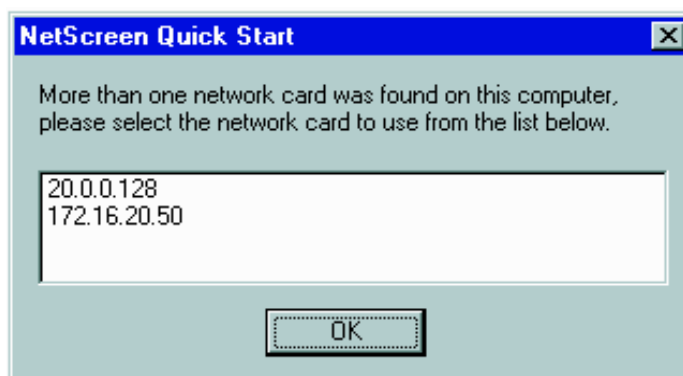 NetScreen Quick Start
More than one network card was found on this computer,
please select the network card to use from the list below.
20.0.0.128
172.16.20.50
OK